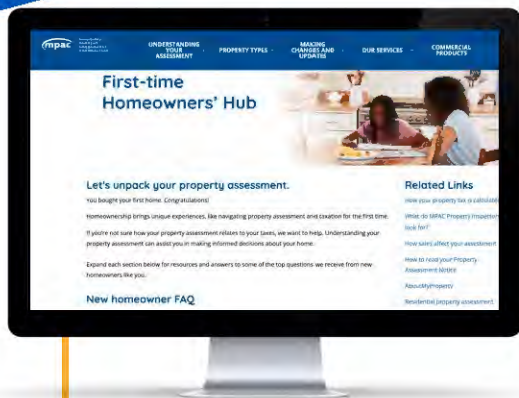 mpac
UNDERSTANDING
YOUR
ASSESSMENT
PROPERTY TYPES
MAKING
CHANGES AND
UPDATES
OUR SERVICES
COMMERCIAL
PRODUCTS
First-time
Homeowners' Hub
Let's unpack your property assessment.
You bought your first home. Congratulations!
Homeownership brings unique experiences, like navigating property assessment and taxation for the first time.
If you're not sure how your property assessment relates to your taxes, we want to help. Understanding your
property assessment can assist you in making informed decisions about your home.
Expand each section below for resources and answers to some of the top questions we receive from new
homeowners like you.
New homeowner FAQ
Related Links
How your property tax is calculated
What do MPAC Property Inspectors
look for?
How sales affect your assessment
How to read your Property
Assessment Notice
AboutMyProperty
Residential property assessment